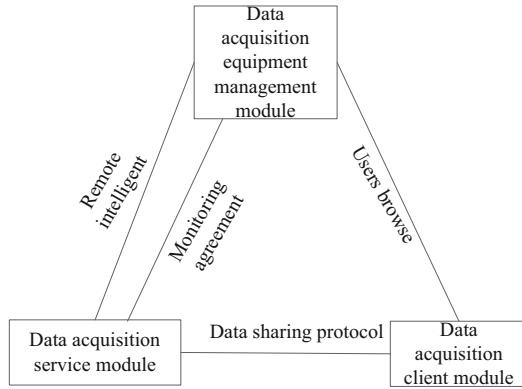 Data
acquisition
equipment
management
module
Remote
intelligent
Monitoring
agreement
Users browse
Data acquisition
service module
Data sharing protocol
Data
acquisition
client module